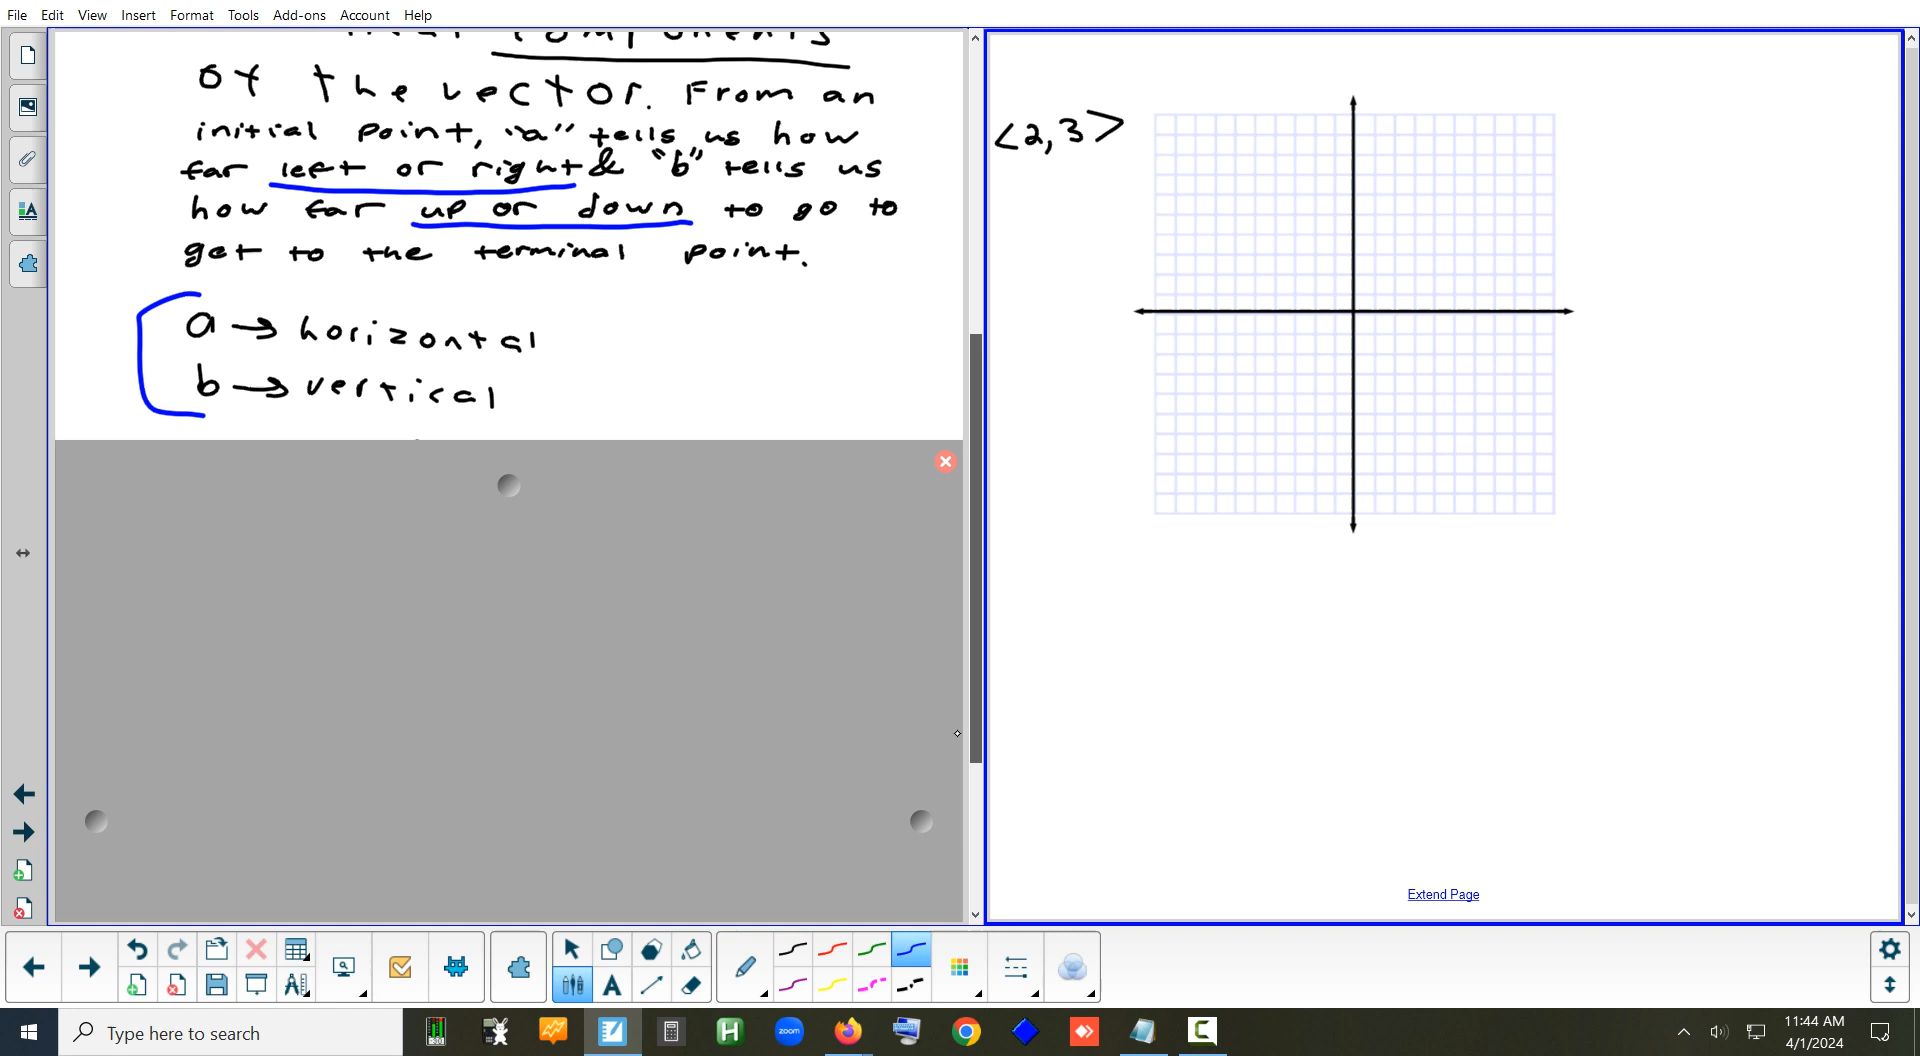 File Edit View Insert Format Tools Add-ons Account Help
components
of the vector. From an
initial point, "a" tells us how
far left or right & "b" tells us
how far up or down to go to
get to the terminal point.
a → horizontal
b → vertical
<2,3>
Extend Page
Type here to search
zoom
11:44 AM
4/1/2024